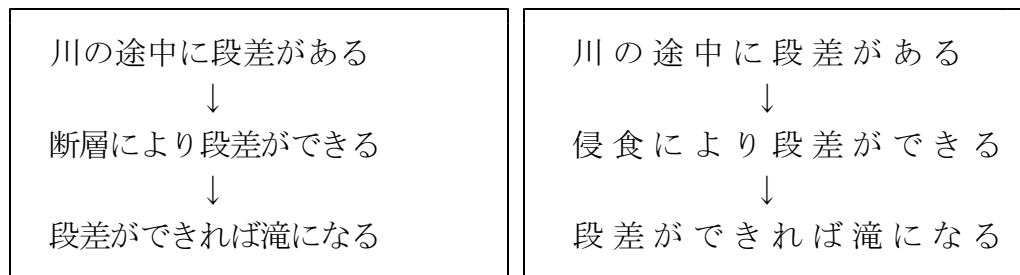 川の途中に段差がある
↓
断層により段差ができる
↓
段差ができれば滝になる
川の途中に段差がある
↓
侵食により段差ができる
↓
段差ができれば滝になる